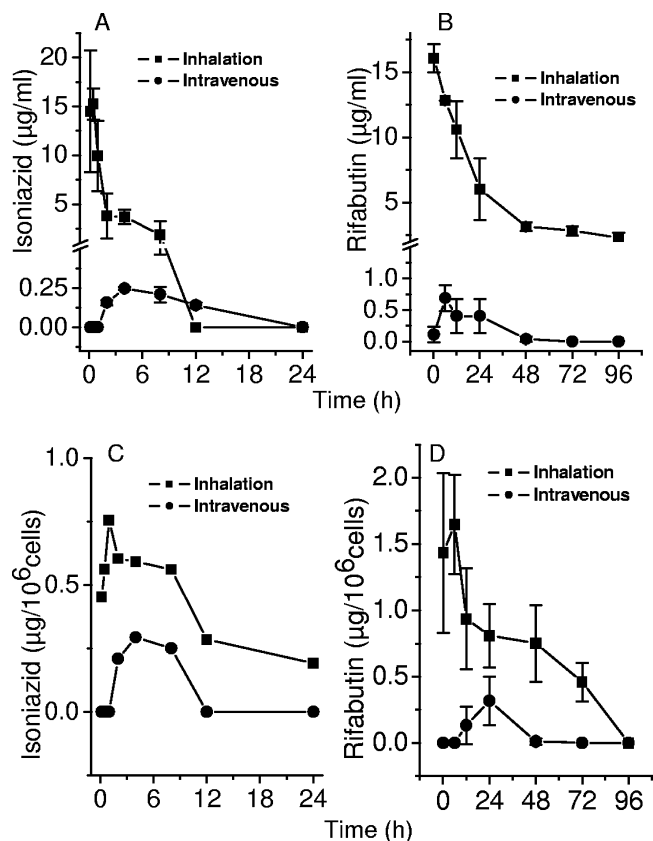 A
Isoniazid (µg/ml)
20
15
10
5
0.25
0.00
Inhalation
Intravenous
0 6 12 18 24
B
Rifabutin (µg/ml)
15
10
5
1.0
0.5
0.0
Inhalation
Intravenous
0 24 48 72 96
Time (h)
C
Isoniazid (µg/10⁶cells)
1.0
0.5
0.0
Inhalation
Intravenous
0 6 12 18 24
D
Rifabutin (µg/10⁶cells)
2.0
1.5
1.0
0.5
0.0
Inhalation
Intravenous
0 24 48 72 96
Time (h)